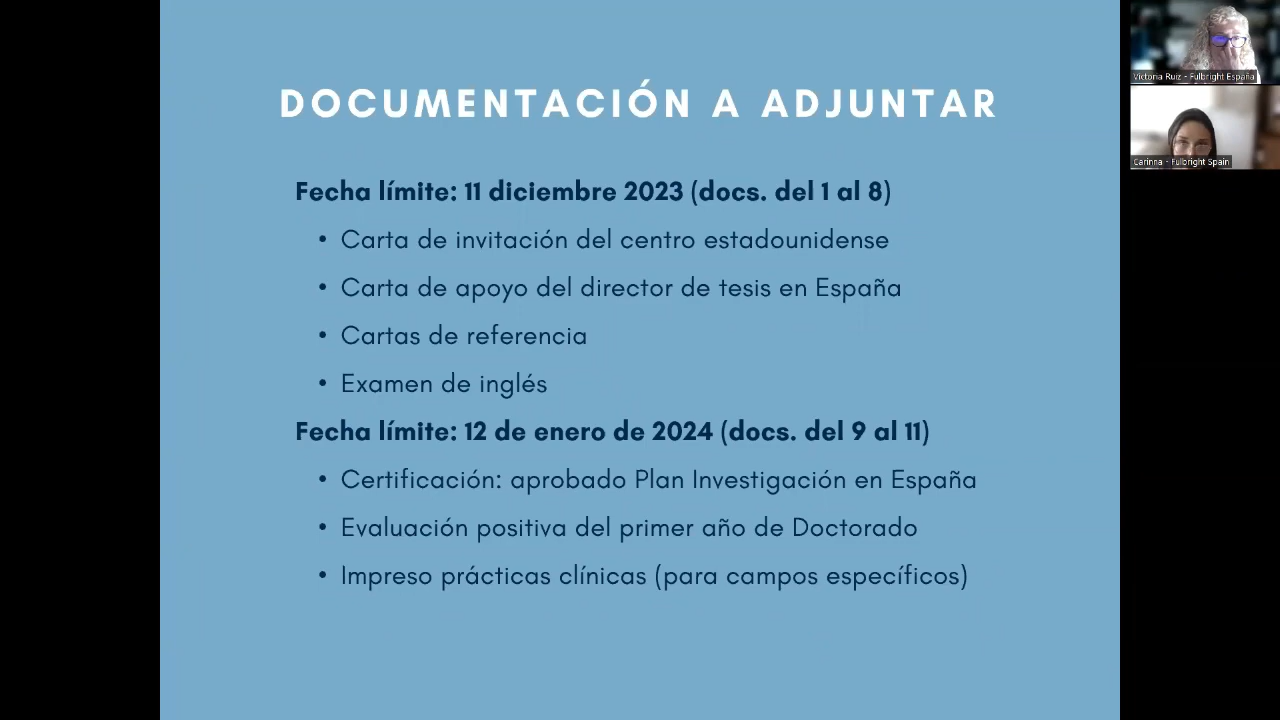 DOCUMENTACIÓN A ADJUNTAR
Fecha límite: 11 diciembre 2023 (docs. del 1 al 8)
• Carta de invitación del centro estadounidense
• Carta de apoyo del director de tesis en España
• Cartas de referencia
• Examen de inglés
Fecha límite: 12 de enero de 2024 (docs. del 9 al 11)
• Certificación: aprobado Plan Investigación en España
• Evaluación positiva del primer año de Doctorado
• Impreso prácticas clínicas (para campos específicos)
Victoria Ruiz - Fulbright España
Carinna - Fulbright Spain